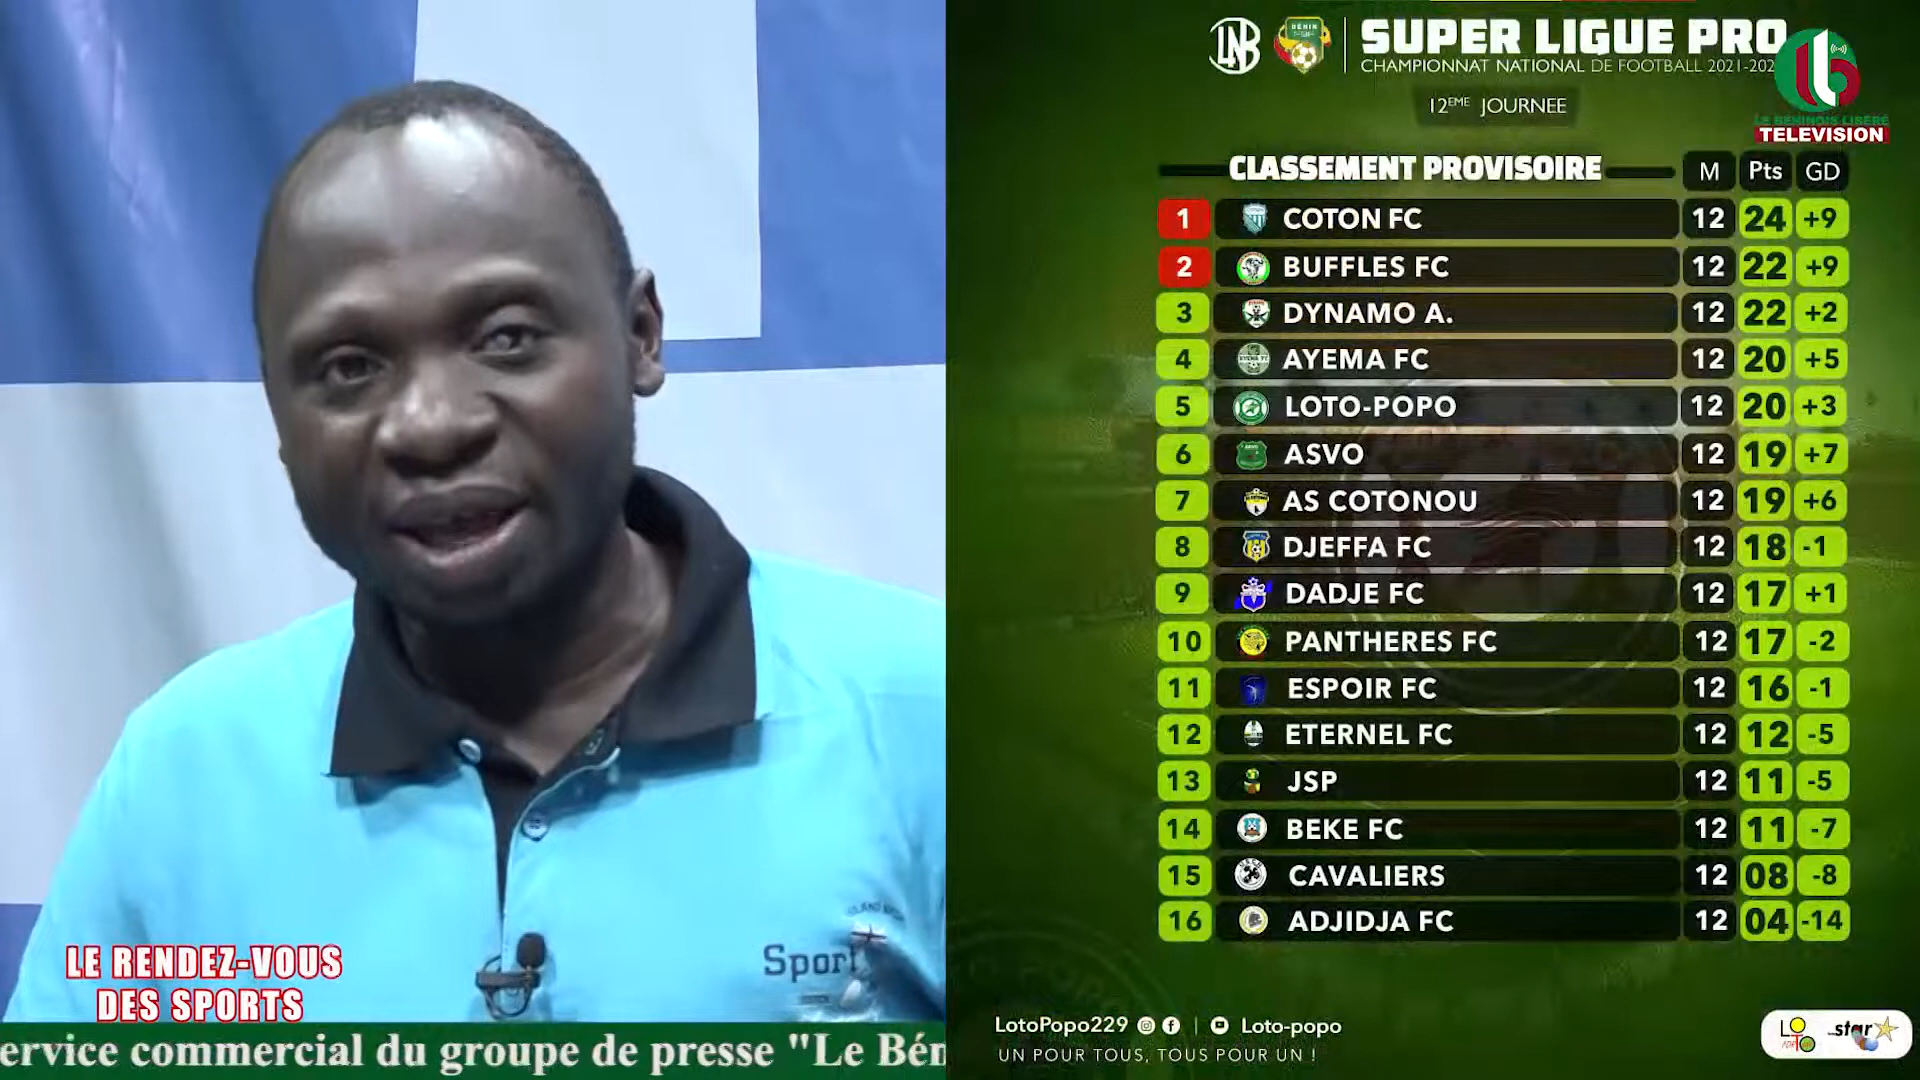 SUPER LIGUE PRO
CHAMPIONNAT NATIONAL DE FOOTBALL 2021-202
12EME JOURNEE
LE BENINOIS LIBERE
TELEVISION
CLASSEMENT PROVISOIRE M Pts GD
1 COTON FC 12 24 +9
2 BUFFLES FC 12 22 +9
3 DYNAMO A. 12 22 +2
4 AYEMA FC 12 20 +5
5 LOTO-POPO 12 20 +3
6 ASVO 12 19 +7
7 AS COTONOU 12 19 +6
8 DJEFFA FC 12 18 -1
9 DADJE FC 12 17 +1
10 PANTHERES FC 12 17 -2
11 ESPOIR FC 12 16 -1
12 ETERNEL FC 12 12 -5
13 JSP 12 11 -5
14 BEKE FC 12 11 -7
15 CAVALIERS 12 08 -8
16 ADJIDJA FC 12 04 -14
LotoPopo229 | Loto-popo
UN POUR TOUS, TOUS POUR UN !
LOTO
star
Sport
LE RENDEZ-VOUS
DES SPORTS
ervice commercial du groupe de presse "Le Bén